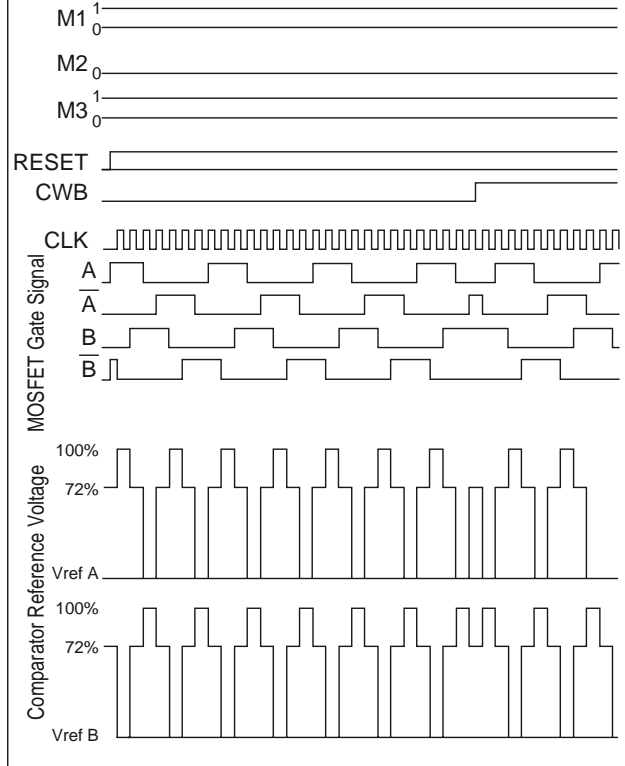 M1 1
0
M2 0
M3 1
0
RESET
CWB
CLK
MOSFET Gate Signal
A
A̅
B
B̅
Comparator Reference Voltage
100%
72%
Vref A
100%
72%
Vref B